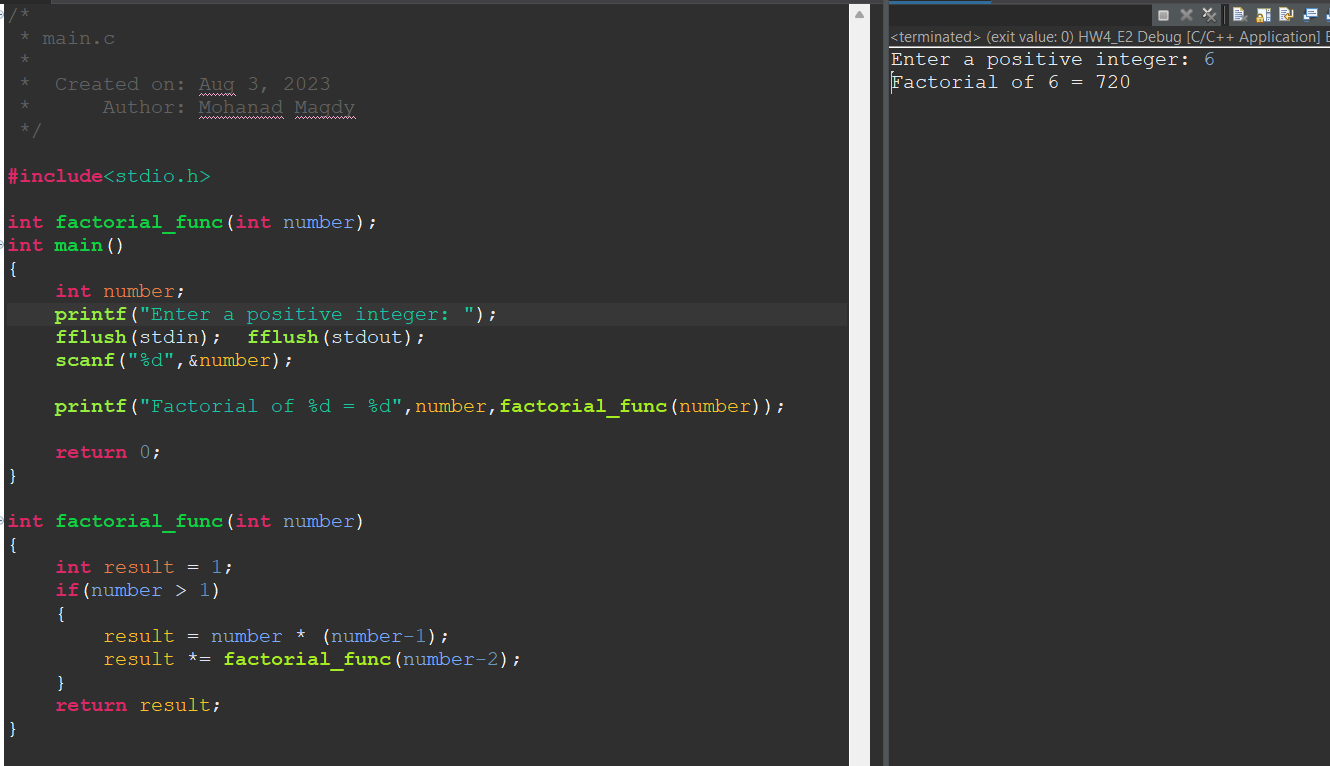 /*
 * main.c
 *
 *  Created on: Aug 3, 2023
 *      Author: Mohanad Magdy
 */

#include<stdio.h>

int factorial_func(int number);
int main()
{
    int number;
    printf("Enter a positive integer: ");
    fflush(stdin);  fflush(stdout);
    scanf("%d",&number);

    printf("Factorial of %d = %d",number,factorial_func(number));

    return 0;
}

int factorial_func(int number)
{
    int result = 1;
    if(number > 1)
    {
        result = number * (number-1);
        result *= factorial_func(number-2);
    }
    return result;
}

<terminated> (exit value: 0) HW4_E2 Debug [C/C++ Application]
Enter a positive integer: 6
Factorial of 6 = 720